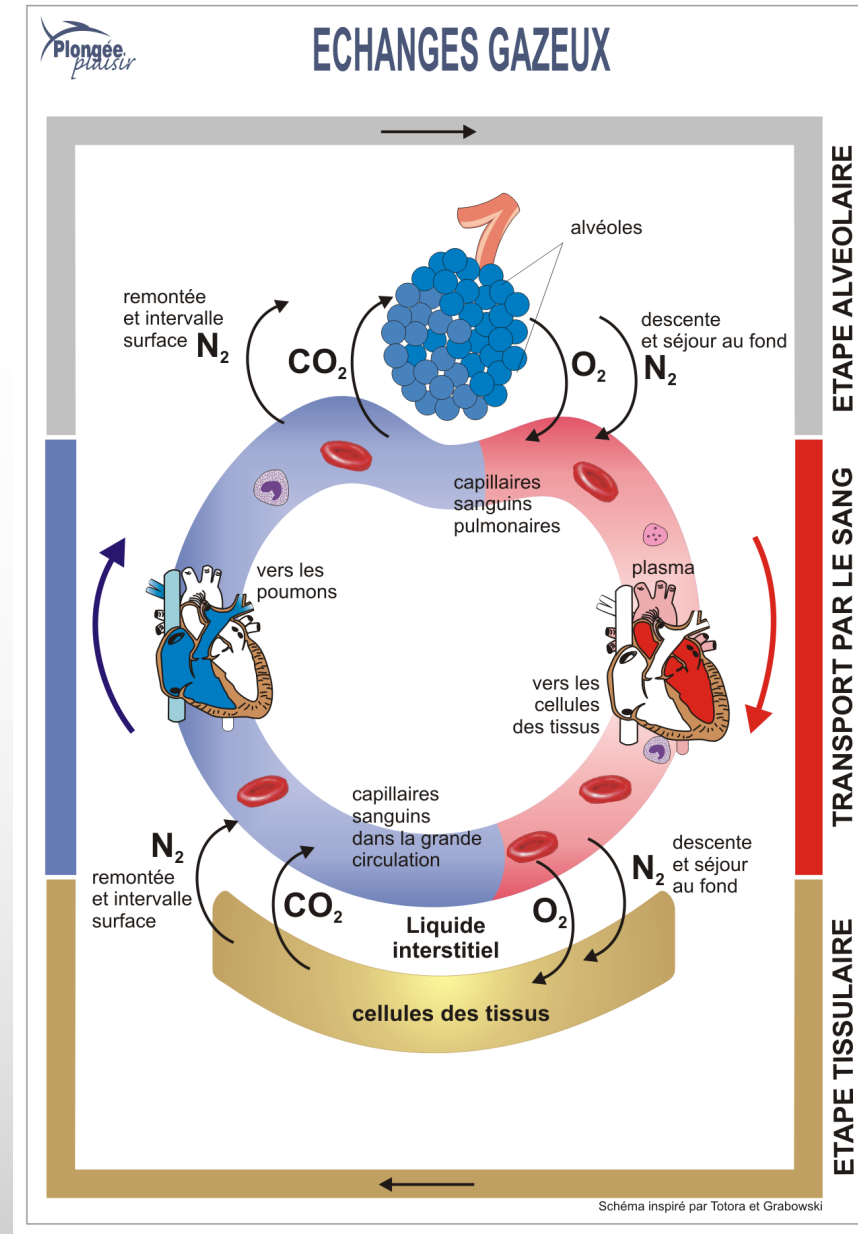 Plongée
plaisir
ECHANGES GAZEUX
ETAPE ALVEOLAIRE
alvéoles
remontée
et intervalle
surface N₂
CO₂
O₂
descente
et séjour au fond
N₂
capillaires
sanguins
pulmonaires
TRANSPORT PAR LE SANG
vers les
poumons
plasma
vers les
cellules
des tissus
capillaires
sanguins
dans la grande
circulation
N₂
remontée
et intervalle
surface
CO₂
Liquide
interstitiel
O₂
N₂
descente
et séjour
au fond
cellules des tissus
ETAPE TISSULAIRE
Schéma inspiré par Totora et Grabowski